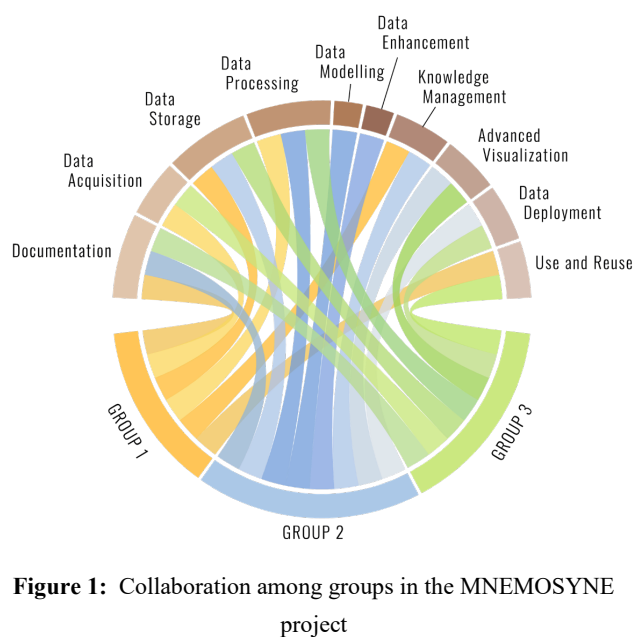 Data
Enhancement
Data
Modelling
Knowledge
Management
Data
Processing
Data
Storage
Advanced
Visualization
Data
Acquisition
Data
Deployment
Documentation
Use and Reuse
GROUP 1
GROUP 3
GROUP 2
Figure 1: Collaboration among groups in the MNEMOSYNE
project